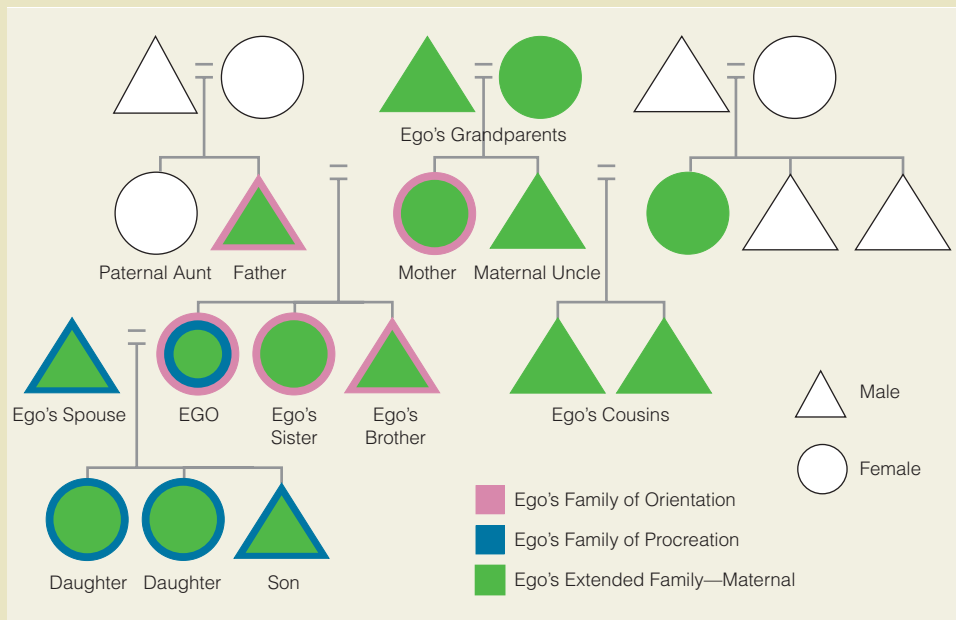 Ego’s Grandparents
Paternal Aunt
Father
Mother
Maternal Uncle
Ego’s Spouse
EGO
Ego’s
Sister
Ego’s
Brother
Ego’s Cousins
Male
Female
Daughter
Daughter
Son
Ego’s Family of Orientation
Ego’s Family of Procreation
Ego’s Extended Family—Maternal